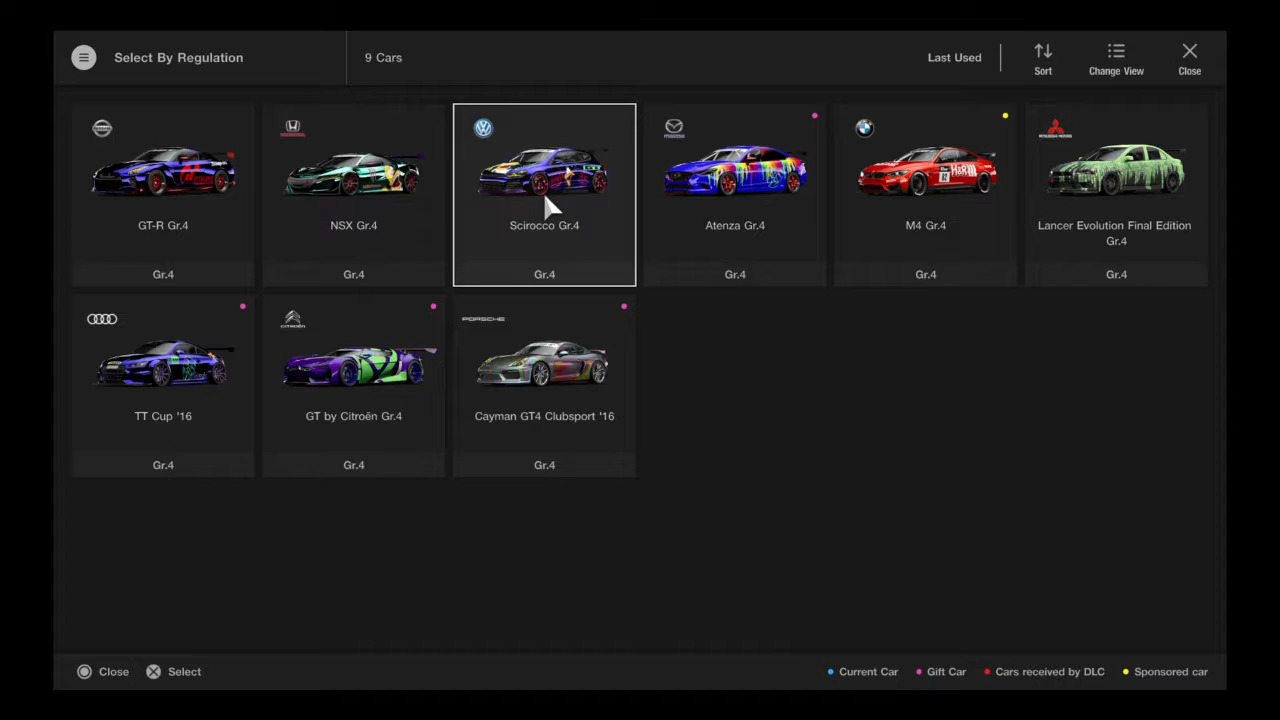 Select By Regulation
9 Cars
Last Used
Sort
Change View
Close
GT-R Gr.4
Gr.4
NSX Gr.4
Gr.4
Scirocco Gr.4
Gr.4
Atenza Gr.4
Gr.4
M4 Gr.4
Gr.4
Lancer Evolution Final Edition
Gr.4
Gr.4
TT Cup '16
Gr.4
CITROËN
GT by Citroën Gr.4
Gr.4
PORSCHE
Cayman GT4 Clubsport '16
Gr.4
Close
Select
Current Car
Gift Car
Cars received by DLC
Sponsored car